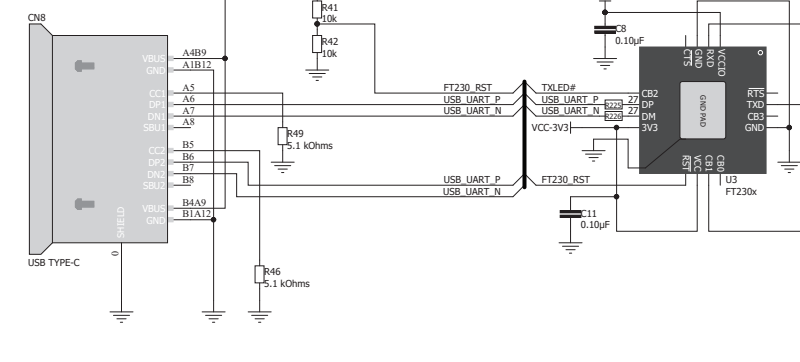 CN8
R41
10k
R42
10k
C8
0.10µF
VBUS A4B9
GND A1B12
CC1 A5
DP1 A6
DN1 A7
SBU1 A8
CC2 B5
DP2 B6
DN2 B7
SBU2 B8
VBUS B4A9
GND B1A12
SHIELD
0
USB TYPE-C
R49
5.1 kOhms
R46
5.1 kOhms
FT230_RST TXLED#
USB_UART_P USB_UART_P R225 27
USB_UART_N USB_UART_N R226 27
VCC-3V3
USB_UART_P FT230_RST
USB_UART_N
C11
0.10µF
CTS GND RXD VCCIO
CB2 RTS
DP TXD
DM CB3
3V3 GND
GND PAD
RST VCC CB1 CB0
U3
FT230x